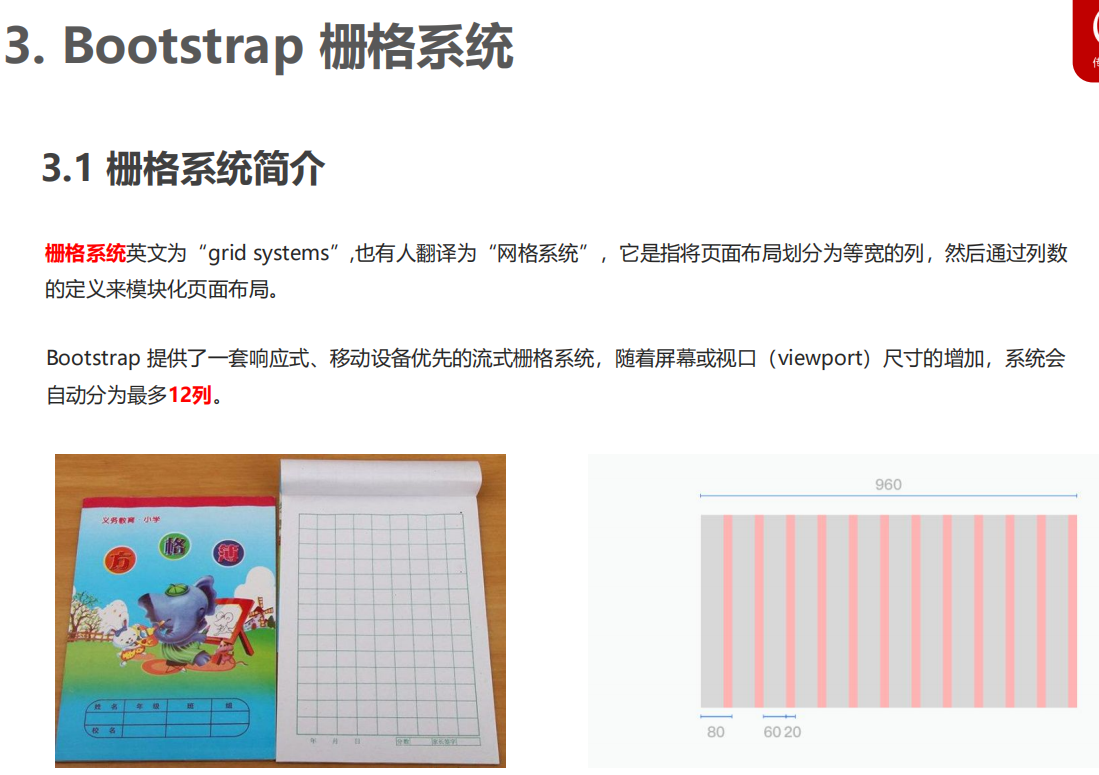 3. Bootstrap 栅格系统
3.1 栅格系统简介
栅格系统英文为“grid systems”,也有人翻译为“网格系统”，它是指将页面布局划分为等宽的列，然后通过列数
的定义来模块化页面布局。
Bootstrap 提供了一套响应式、移动设备优先的流式栅格系统，随着屏幕或视口（viewport）尺寸的增加，系统会
自动分为最多12列。
义务教育 小学
方格簿
姓名 年级 班 组
校名
年 月 日
960
80
60 20